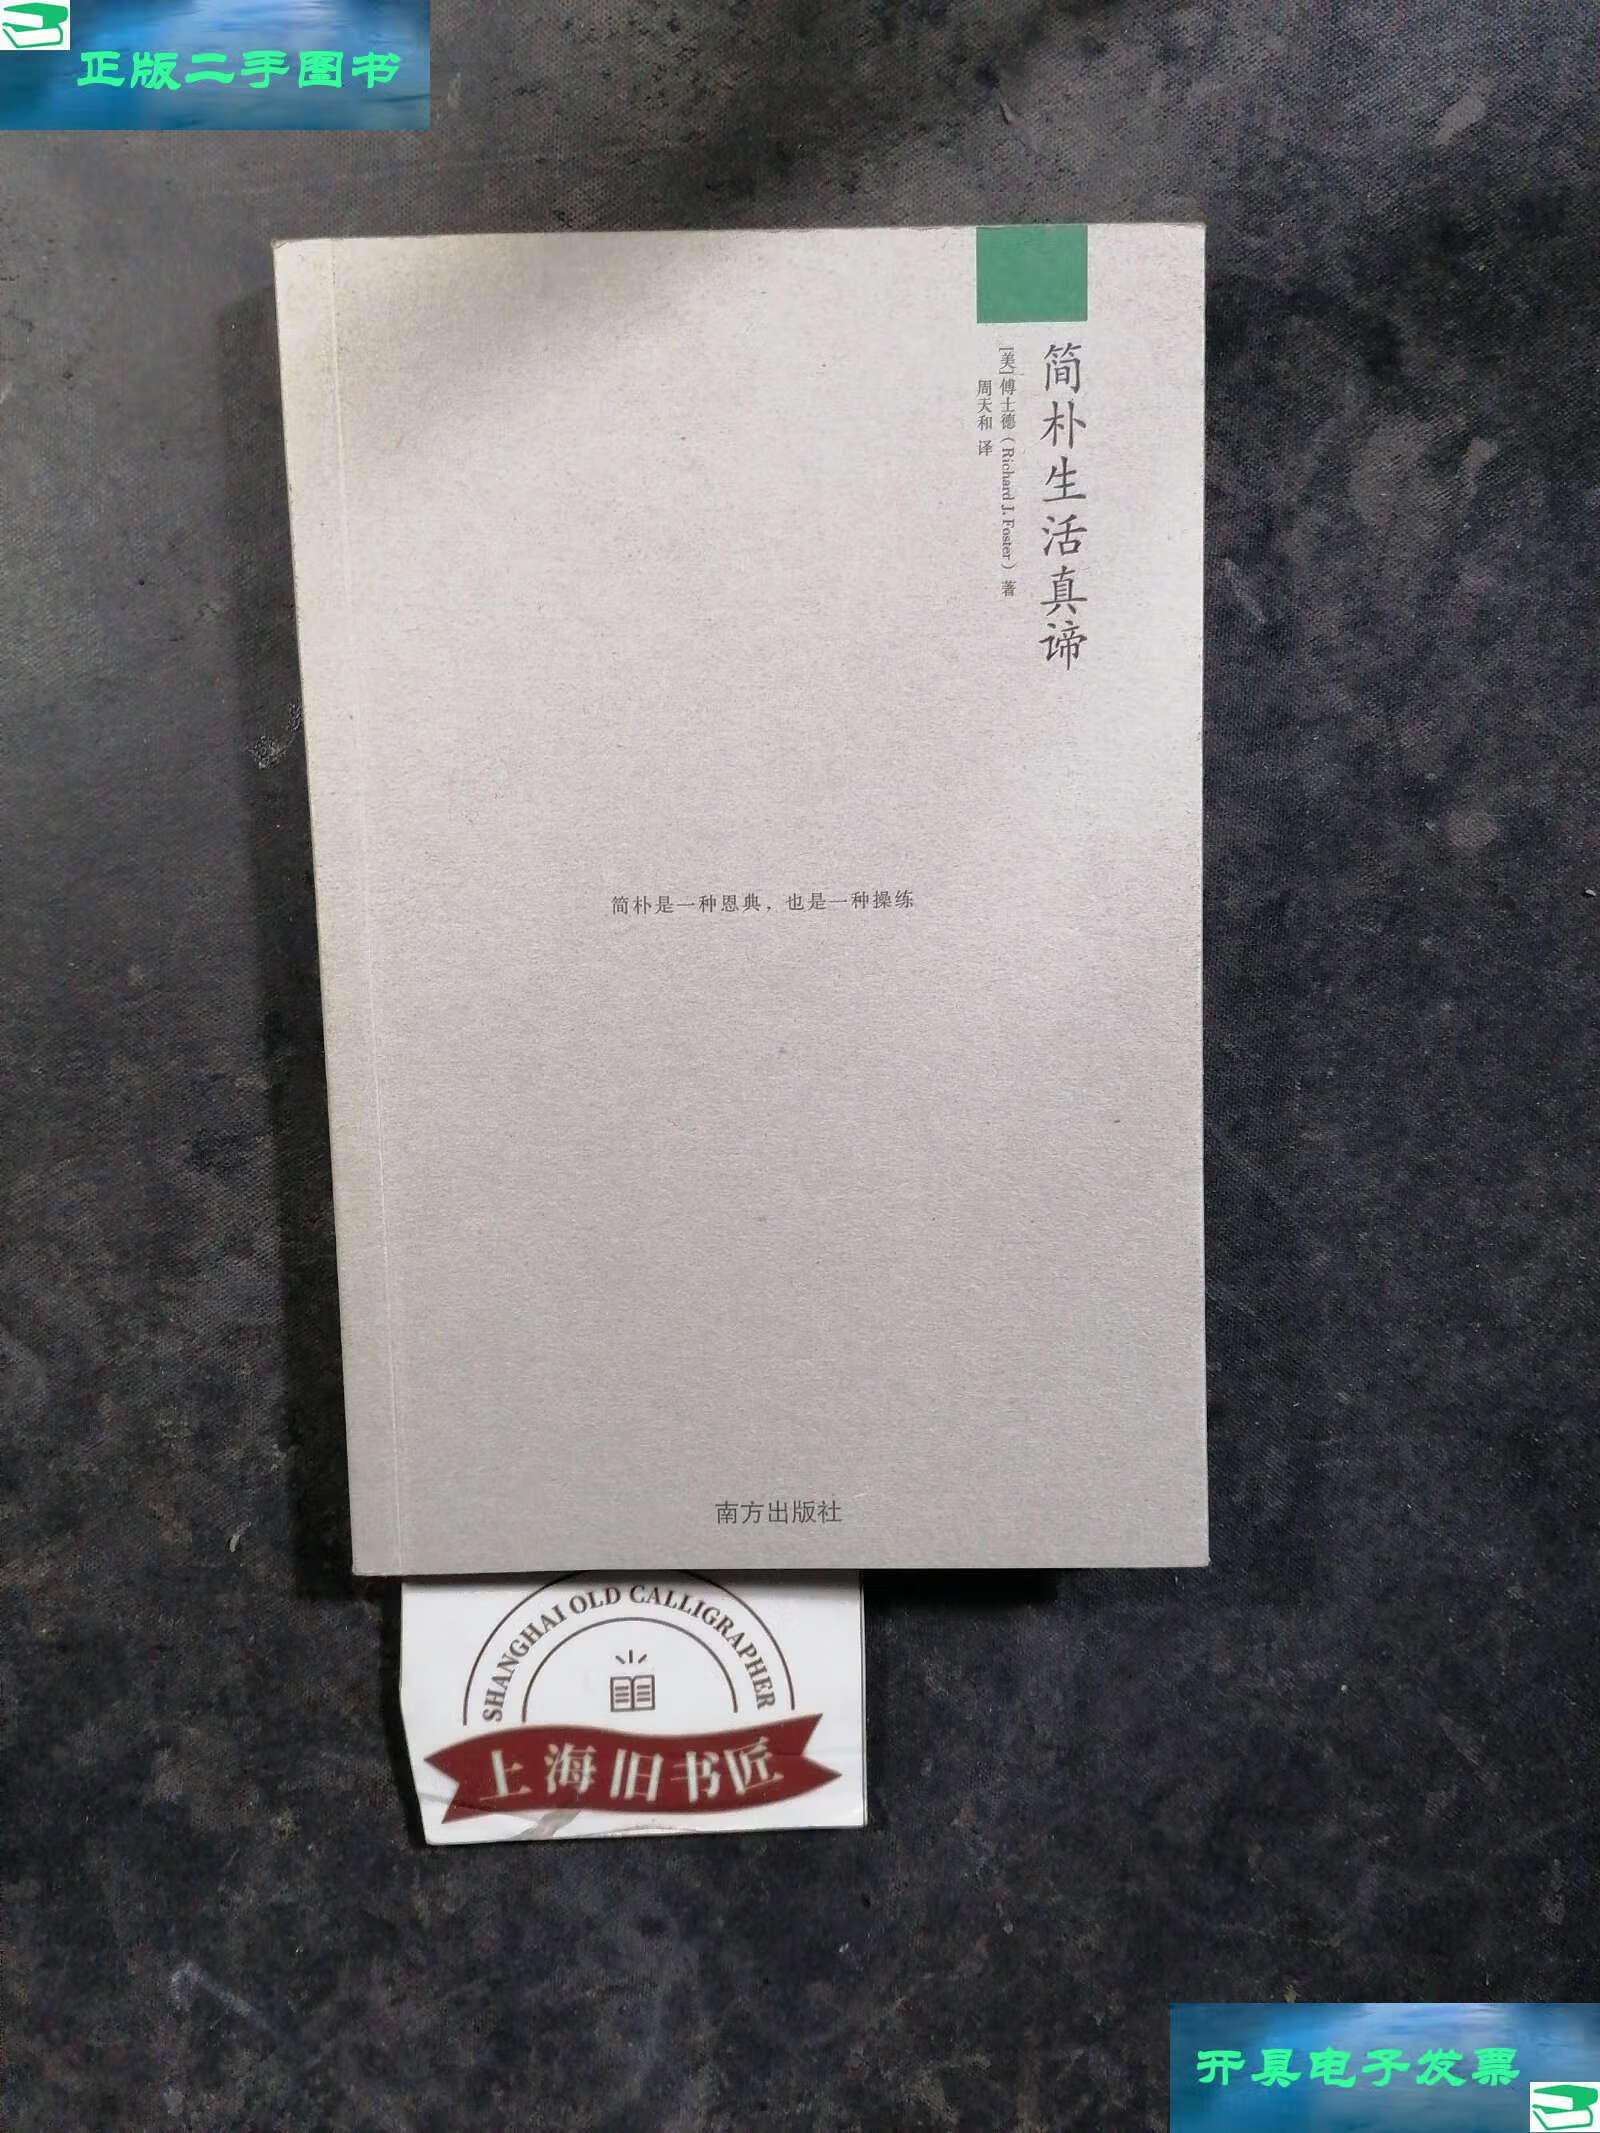 正版二手图书
简朴生活真谛
[美]傅士德(Richard J. Foster) 著
周天和 译
简朴是一种恩典，也是一种操练
南方出版社
SHANGHAI OLD CALLIGRAPHER
上海旧书匠
开具电子发票